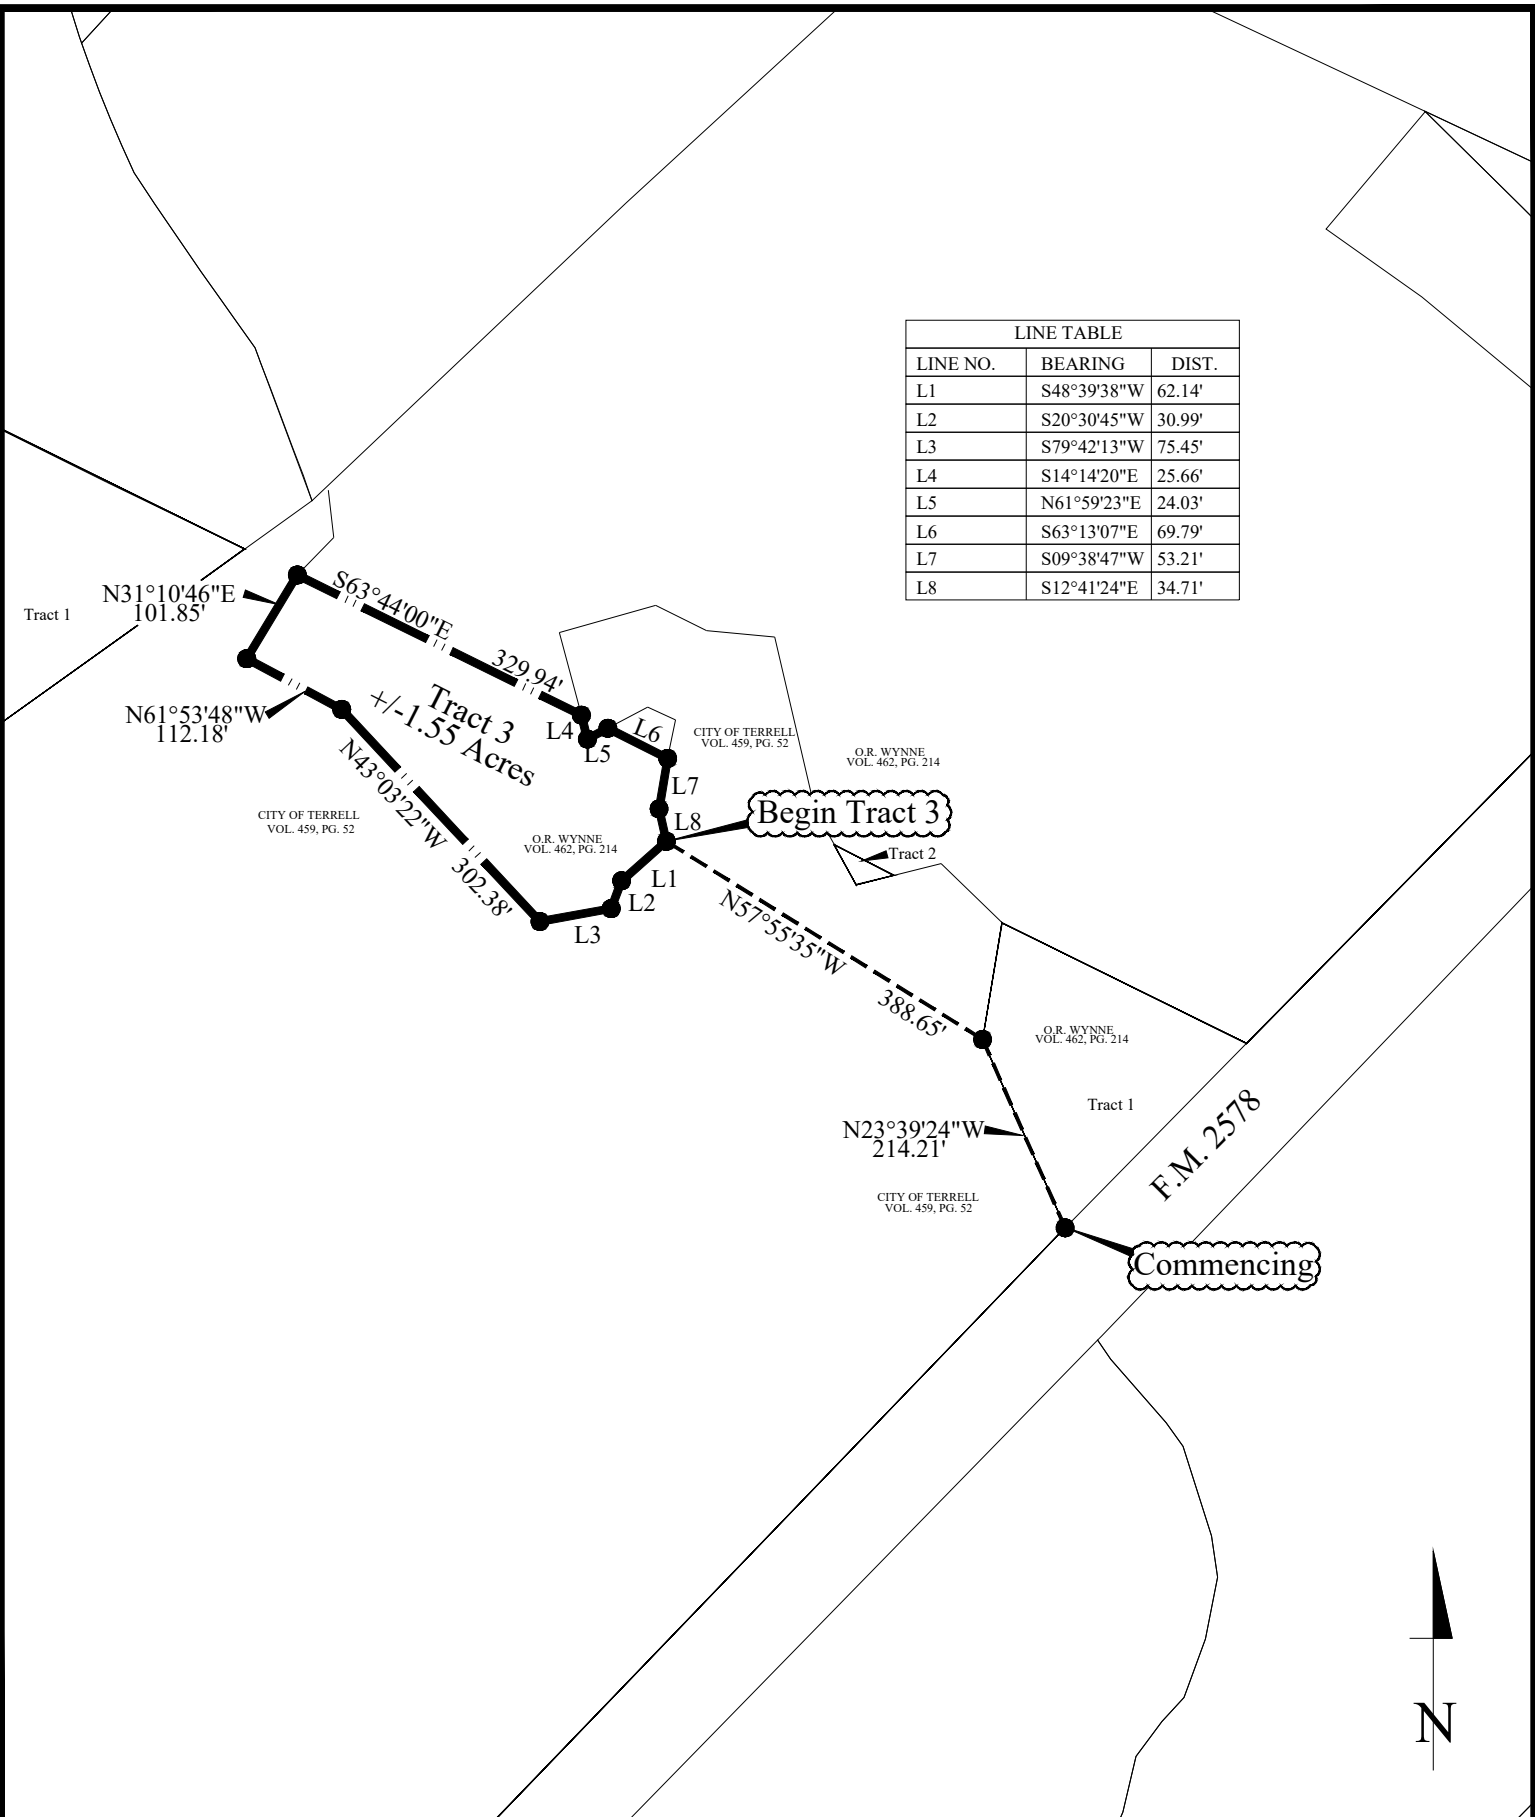 LINE TABLE
LINE NO. BEARING DIST.
L1 S48°39'38"W 62.14'
L2 S20°30'45"W 30.99'
L3 S79°42'13"W 75.45'
L4 S14°14'20"E 25.66'
L5 N61°59'23"E 24.03'
L6 S63°13'07"E 69.79'
L7 S09°38'47"W 53.21'
L8 S12°41'24"E 34.71'
N31°10'46"E
101.85'
Tract 1
S63°44'00"E
329.94'
N61°53'48"W
112.18'
Tract 3
+/-1.55 Acres
L4
L5
L6
CITY OF TERRELL
VOL. 459, PG. 52
O.R. WYNNE
VOL. 462, PG. 214
N43°03'22"W
302.38'
CITY OF TERRELL
VOL. 459, PG. 52
L7
L8
Begin Tract 3
O.R. WYNNE
VOL. 462, PG. 214
Tract 2
L1
L2
L3
N57°55'35"W
388.65'
O.R. WYNNE
VOL. 462, PG. 214
Tract 1
N23°39'24"W
214.21'
F.M. 2578
CITY OF TERRELL
VOL. 459, PG. 52
Commencing
N